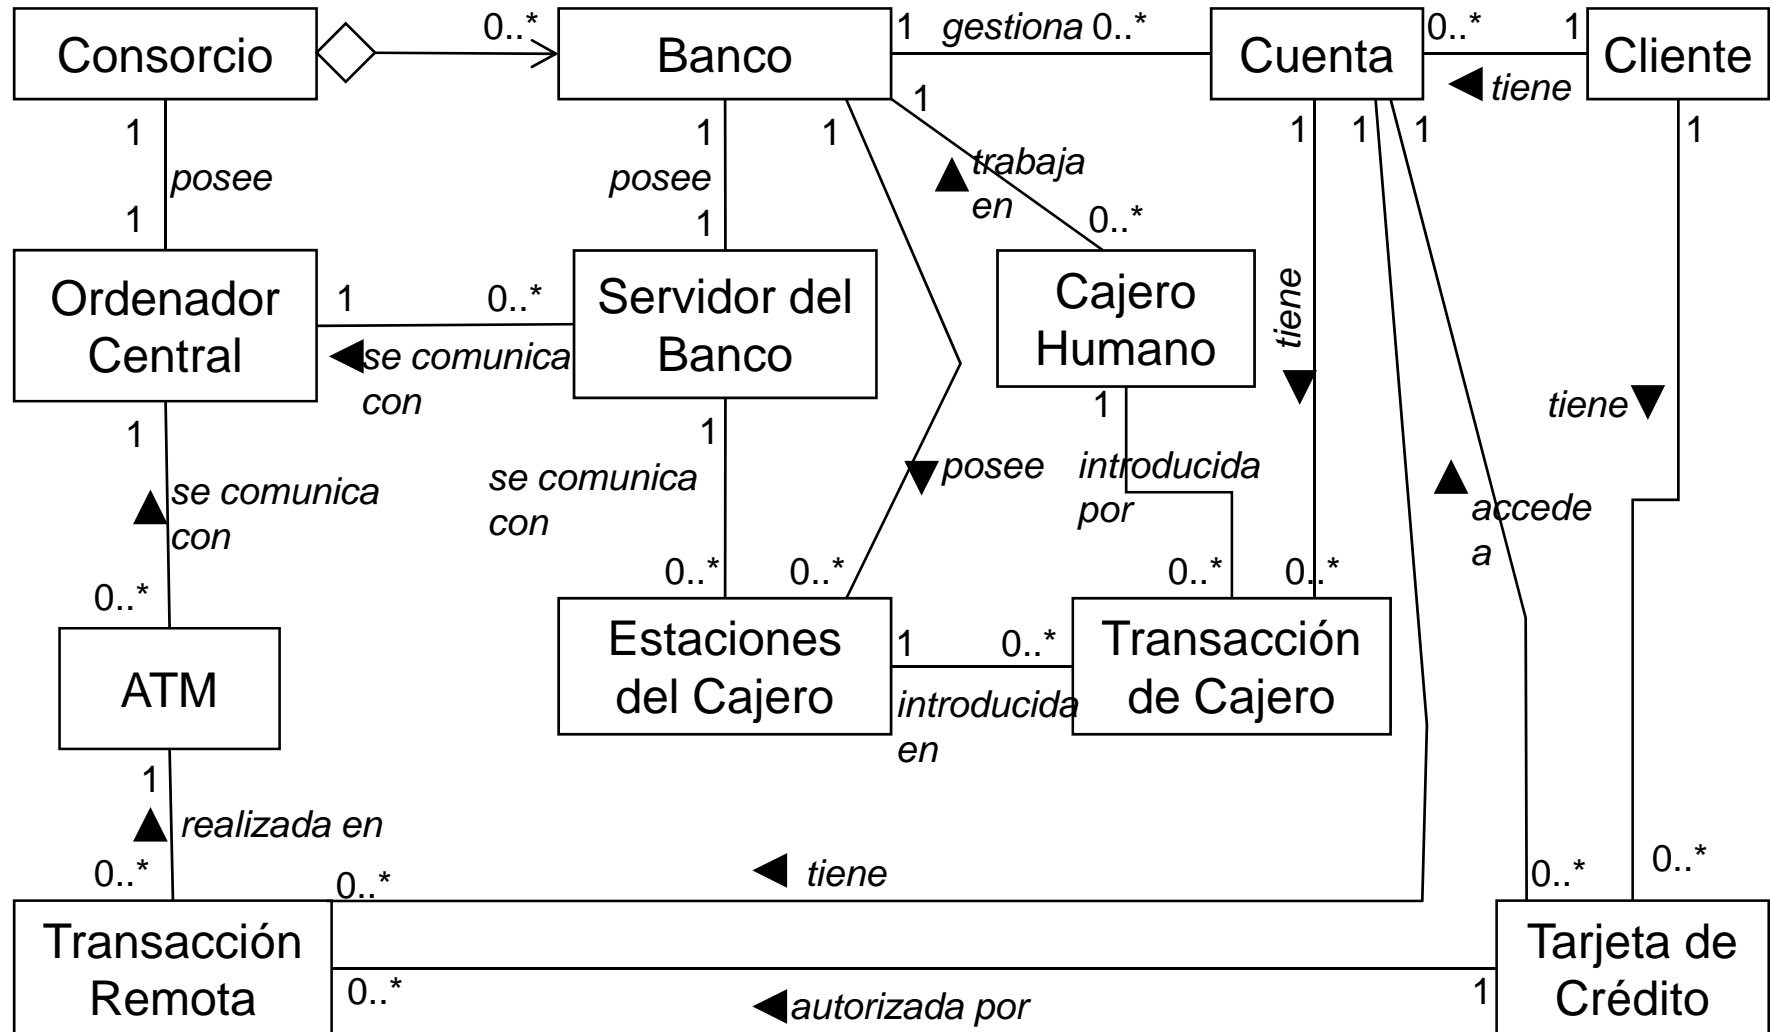 Consorcio
0..*
Banco
1
gestiona
0..*
Cuenta
0..*
1
Cliente
tiene
1
1
1
1
1
1
1
1
posee
posee
trabaja
en
1
1
0..*
Ordenador
Central
1
0..*
Servidor del
Banco
se comunica
con
Cajero
Humano
tiene
tiene
1
1
1
se comunica
con
se comunica
con
posee
introducida
por
accede
a
0..*
0..*
0..*
0..*
0..*
ATM
Estaciones
del Cajero
1
0..*
introducida
en
Transacción
de Cajero
1
realizada en
0..*
0..*
tiene
0..*
0..*
Transacción
Remota
0..*
autorizada por
1
Tarjeta de
Crédito